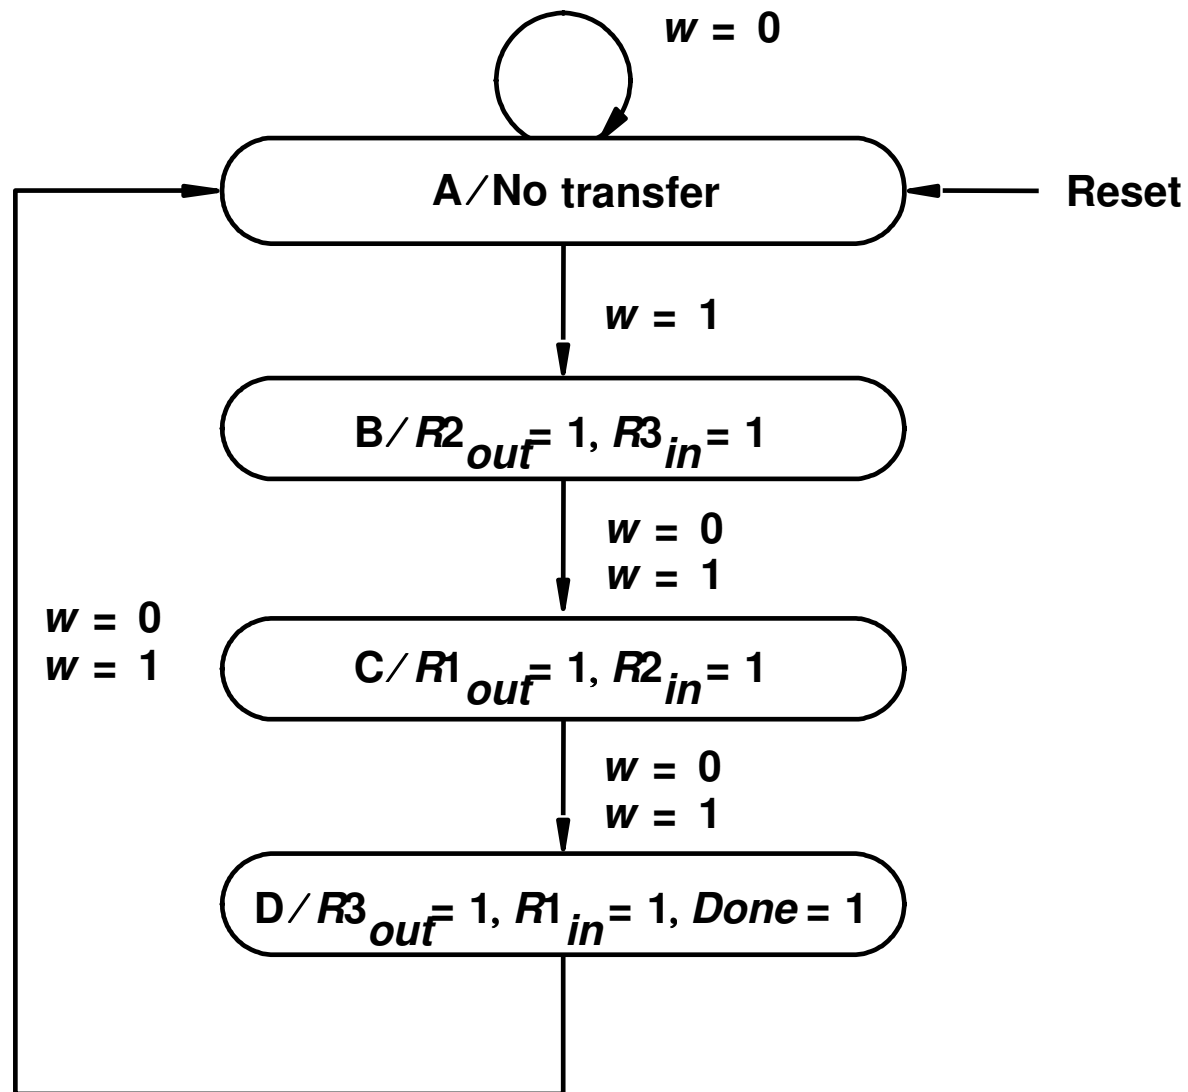 w = 0
A/No transfer
Reset
w = 1
B/R2out = 1, R3in = 1
w = 0
w = 1
w = 0
w = 1
C/R1out = 1, R2in = 1
w = 0
w = 1
D/R3out = 1, R1in = 1, Done = 1